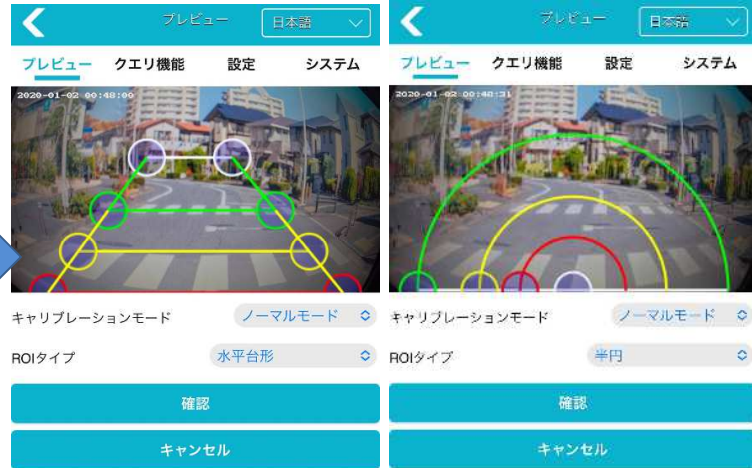 プレビュー 日本語
プレビュー クエリ機能 設定 システム
2020-01-02 00:48:09
キャリブレーションモード ノーマルモード
ROIタイプ 水平台形
確認
キャンセル
プレビュー 日本語
プレビュー クエリ機能 設定 システム
2020-01-02 00:48:31
キャリブレーションモード ノーマルモード
ROIタイプ 半円
確認
キャンセル